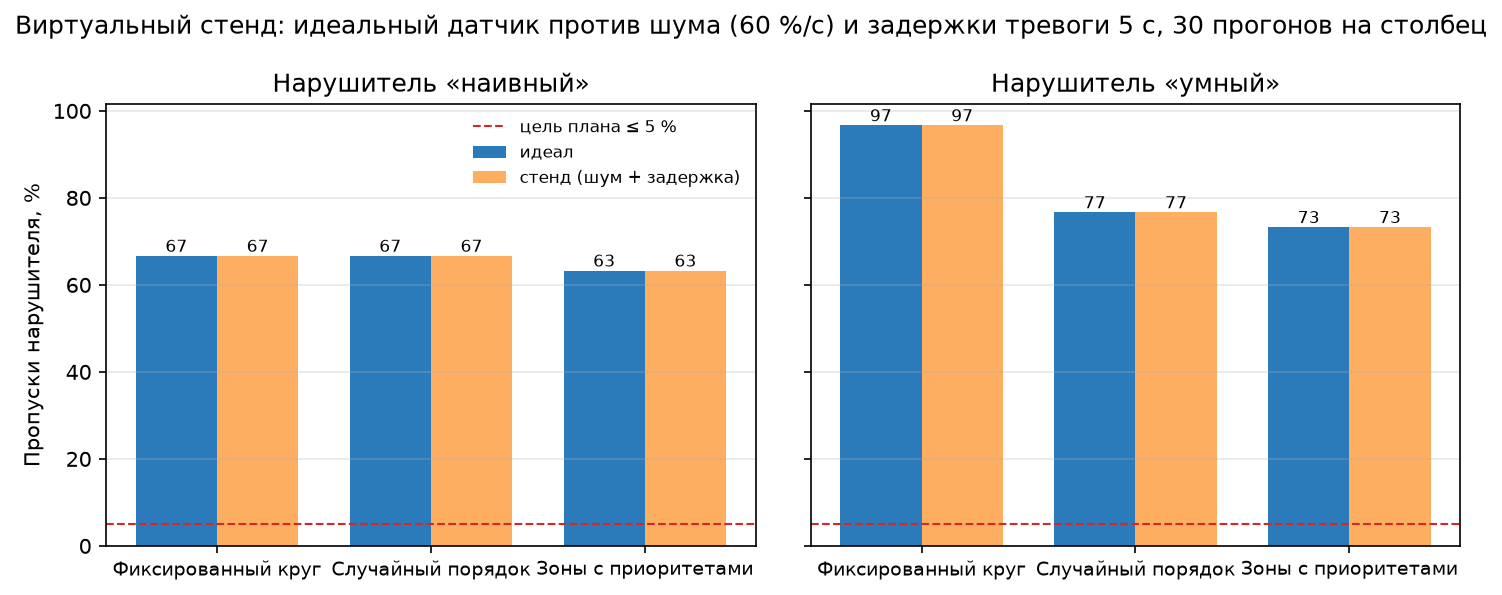 Виртуальный стенд: идеальный датчик против шума (60 %/с) и задержки тревоги 5 с, 30 прогонов на столбец
Нарушитель «наивный»
Пропуски нарушителя, %
100
80
60
40
20
0
цель плана ≤ 5 %
идеал
стенд (шум + задержка)
67
67
67
67
63
63
Фиксированный круг
Случайный порядок
Зоны с приоритетами
Нарушитель «умный»
97
97
77
77
73
73
Фиксированный круг
Случайный порядок
Зоны с приоритетами